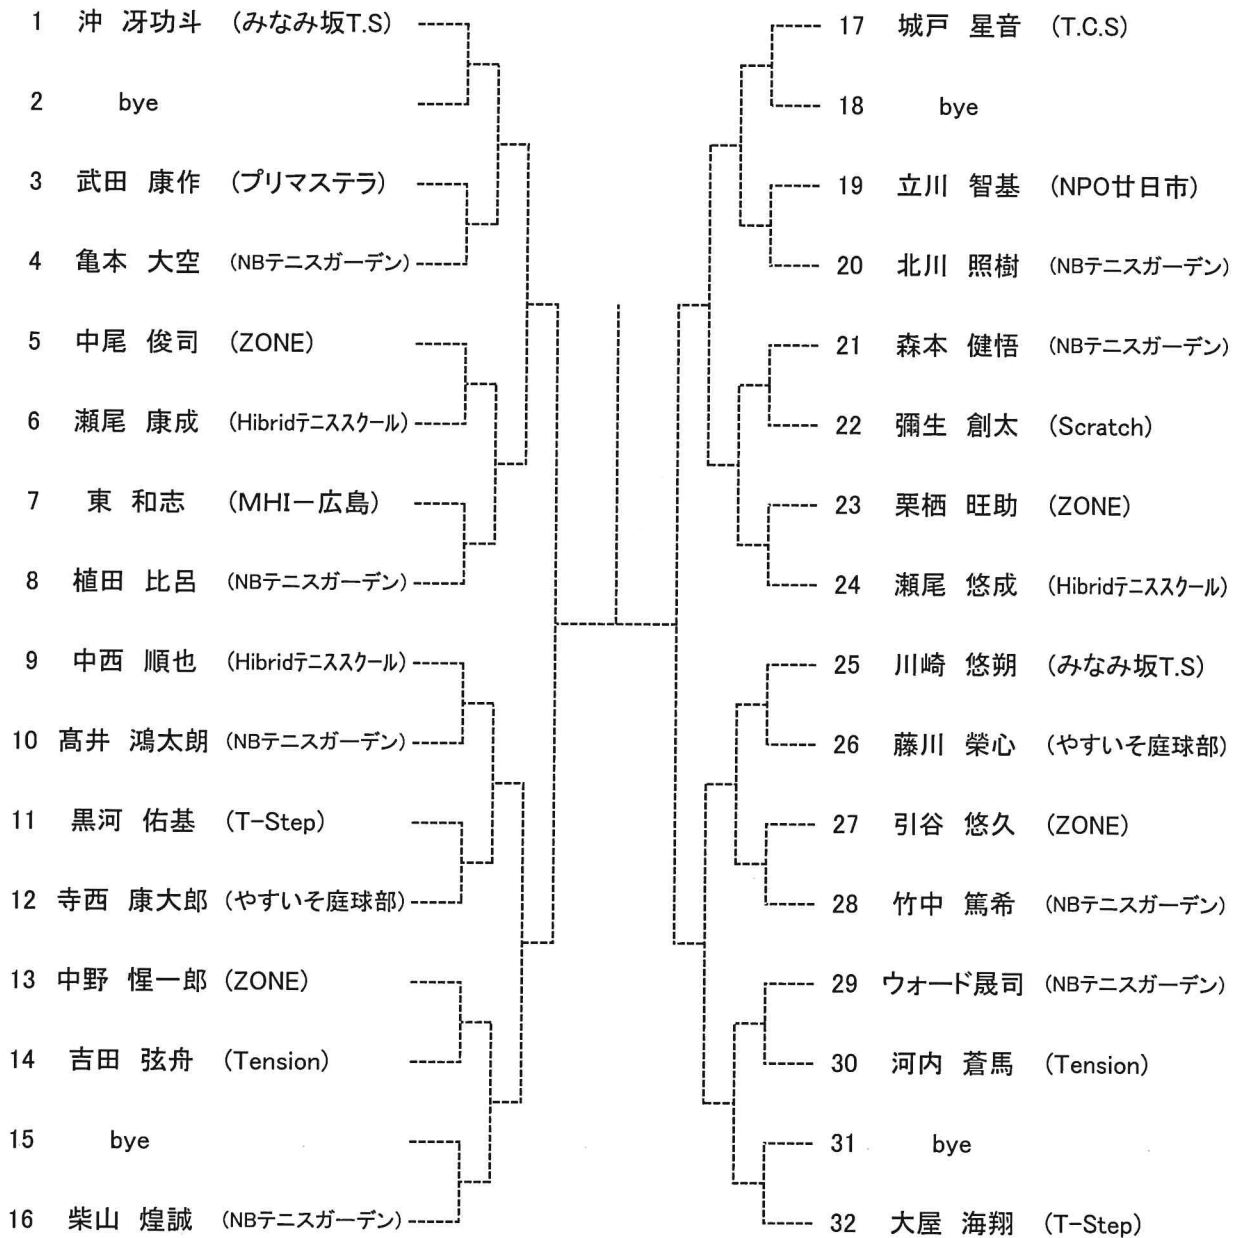 1 沖 冴功斗 (みなみ坂T.S)
2 bye
3 武田 康作 (プリマステラ)
4 亀本 大空 (NBテニスガーデン)
5 中尾 俊司 (ZONE)
6 瀬尾 康成 (Hibridテニススクール)
7 東 和志 (MHIー広島)
8 植田 比呂 (NBテニスガーデン)
9 中西 順也 (Hibridテニススクール)
10 髙井 鴻太朗 (NBテニスガーデン)
11 黒河 佑基 (T-Step)
12 寺西 康大郎 (やすいそ庭球部)
13 中野 惺一郎 (ZONE)
14 吉田 弦舟 (Tension)
15 bye
16 柴山 煌誠 (NBテニスガーデン)
17 城戸 星音 (T.C.S)
18 bye
19 立川 智基 (NPO廿日市)
20 北川 照樹 (NBテニスガーデン)
21 森本 健悟 (NBテニスガーデン)
22 彌生 創太 (Scratch)
23 栗栖 旺助 (ZONE)
24 瀬尾 悠成 (Hibridテニススクール)
25 川崎 悠朔 (みなみ坂T.S)
26 藤川 榮心 (やすいそ庭球部)
27 引谷 悠久 (ZONE)
28 竹中 篤希 (NBテニスガーデン)
29 ウォード晟司 (NBテニスガーデン)
30 河内 蒼馬 (Tension)
31 bye
32 大屋 海翔 (T-Step)